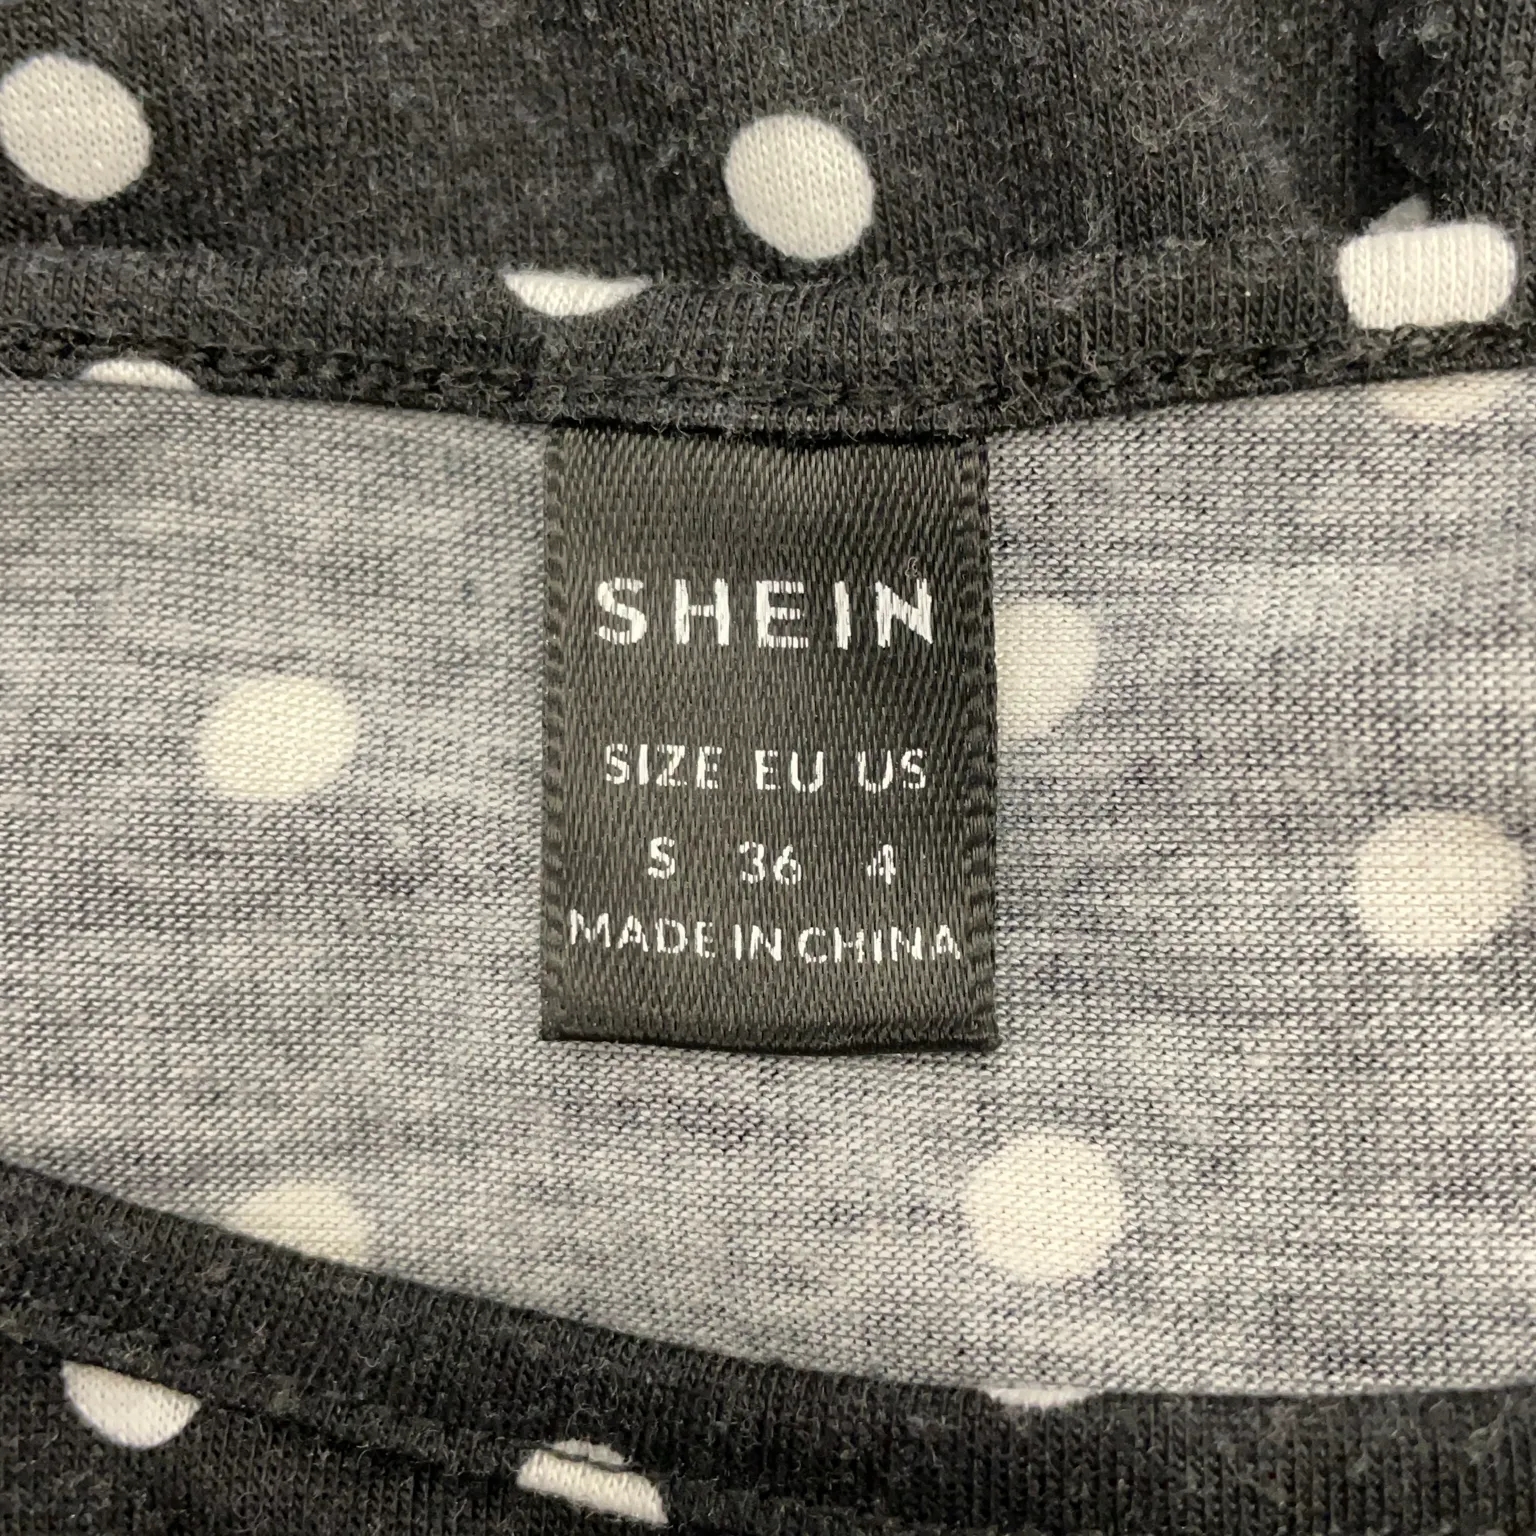 SHEIN
SIZE EU US
S 36 4
MADE IN CHINA